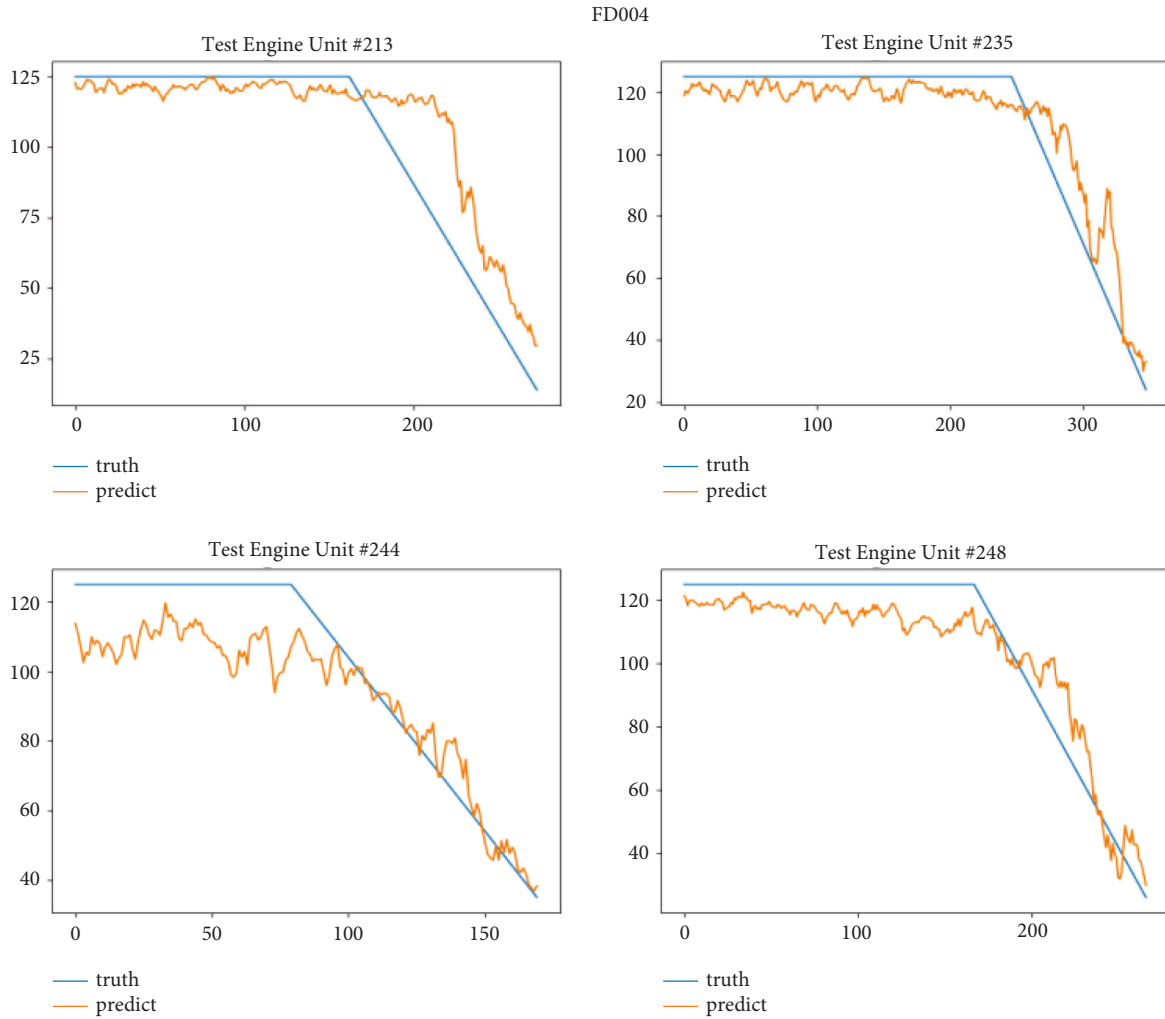 FD004
Test Engine Unit #213
125
100
75
50
25
0 100 200
truth
predict
Test Engine Unit #235
120
100
80
60
40
20
0 100 200 300
truth
predict
Test Engine Unit #244
120
100
80
60
40
0 50 100 150
truth
predict
Test Engine Unit #248
120
100
80
60
40
0 100 200
truth
predict